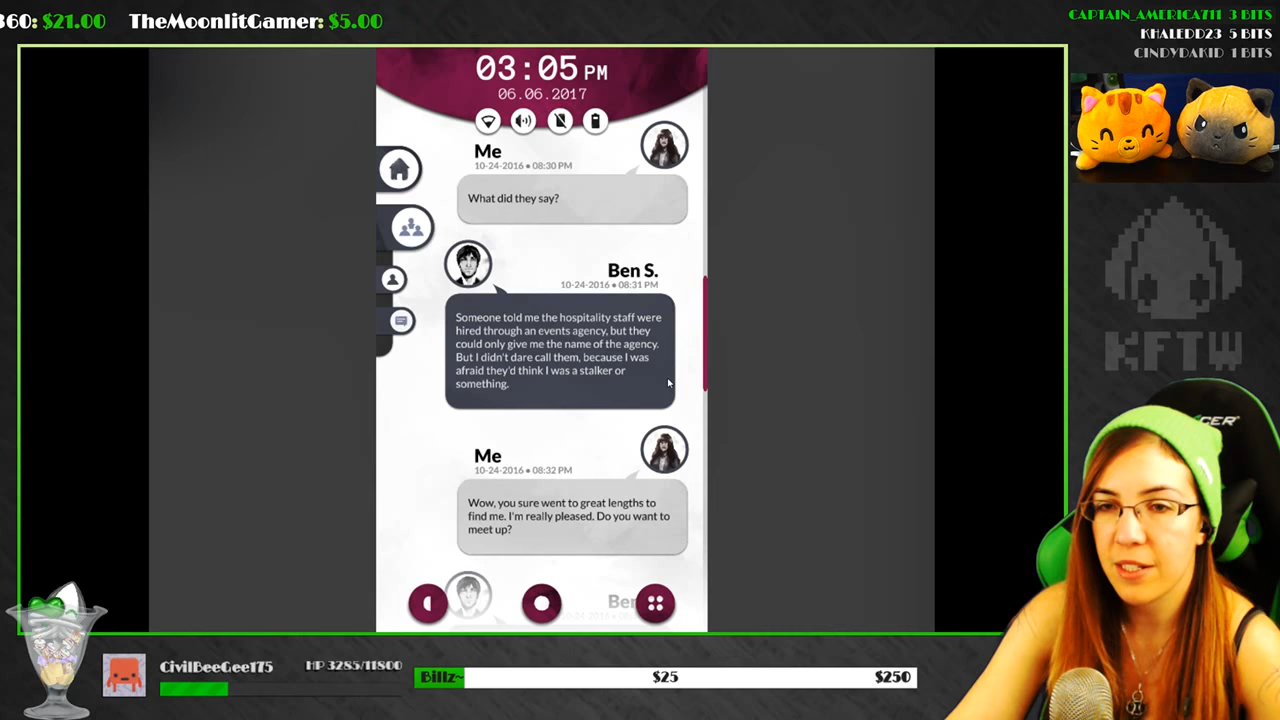 360: $21.00 TheMoonlitGamer: $5.00
CAPTAIN_AMERICA711 3 BITS
KHALEDD23 5 BITS
CINDYDAKID 1 BITS
03:05 PM
06.06.2017
Me
10-24-2016 • 08:30 PM
What did they say?
Ben S.
10-24-2016 • 08:31 PM
Someone told me the hospitality staff were
hired through an events agency, but they
could only give me the name of the agency.
But I didn't dare call them, because I was
afraid they'd think I was a stalker or
something.
Me
10-24-2016 • 08:32 PM
Wow, you sure went to great lengths to
find me. I'm really pleased. Do you want to
meet up?
Ben
KFTW
CivilBeeGee175 HP 3285/11800
Billz~ $25 $250